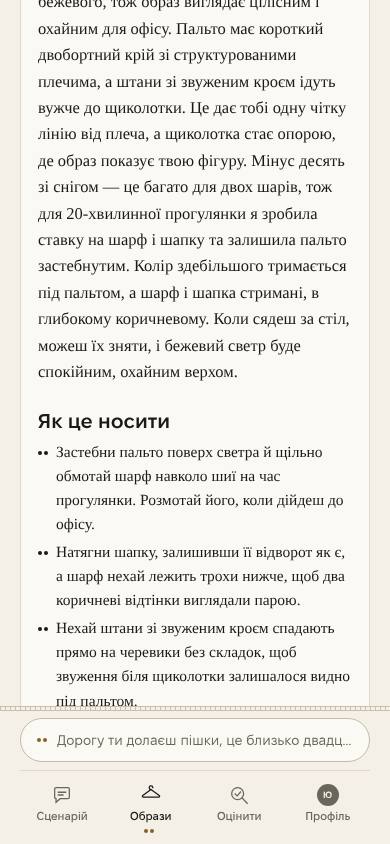 бежевого, тож образ виглядає цілісним і
охайним для офісу. Пальто має короткий
двобортний крій зі структурованими
плечима, а штани зі звуженим кроєм ідуть
вужче до щиколотки. Це дає тобі одну чітку
лінію від плеча, а щиколотка стає опорою,
де образ показує твою фігуру. Мінус десять
зі снігом — це багато для двох шарів, тож
для 20-хвилинної прогулянки я зробила
ставку на шарф і шапку та залишила пальто
застебнутим. Колір здебільшого тримається
під пальтом, а шарф і шапка стримані, в
глибокому коричневому. Коли сядеш за стіл,
можеш їх зняти, і бежевий светр буде
спокійним, охайним верхом.
Як це носити
•• Застебни пальто поверх светра й щільно
обмотай шарф навколо шиї на час
прогулянки. Розмотай його, коли дійдеш до
офісу.
•• Натягни шапку, залишивши її відворот як є,
а шарф нехай лежить трохи нижче, щоб два
коричневі відтінки виглядали парою.
•• Нехай штани зі звуженим кроєм спадають
прямо на черевики без складок, щоб
звуження біля щиколотки залишалося видно
під пальтом.
•• Дорогу ти долаєш пішки, це близько двадц...
Сценарій
Образи
Оцінити
Ю
Профіль